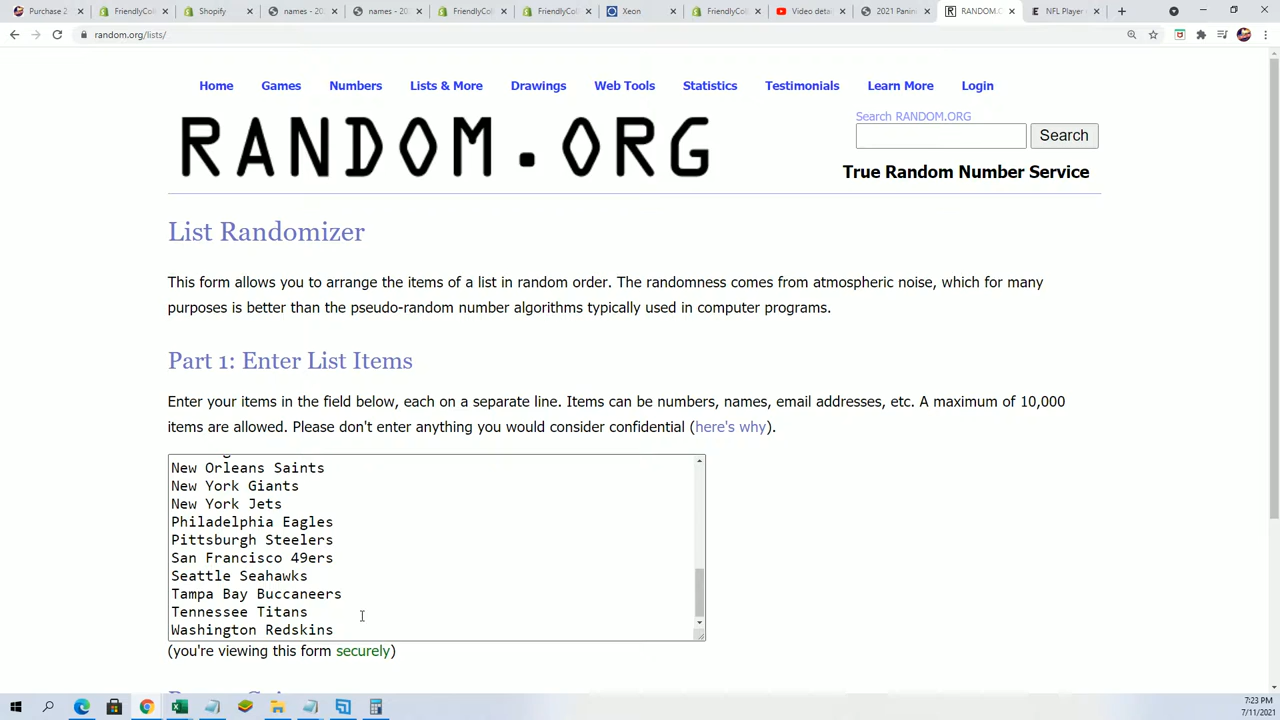 Purchase 2
FriendlyCol
Shopify
names - 20
names - 20
FriendlyCol
FriendlyCol
Xeon
FriendlyCol
Video detai
2021 Panin
RANDOM.O
NFL Player
random.org/lists/
Home Games Numbers Lists & More Drawings Web Tools Statistics Testimonials Learn More Login
RANDOM.ORG
Search RANDOM.ORG
Search
True Random Number Service
List Randomizer
This form allows you to arrange the items of a list in random order. The randomness comes from atmospheric noise, which for many
purposes is better than the pseudo-random number algorithms typically used in computer programs.
Part 1: Enter List Items
Enter your items in the field below, each on a separate line. Items can be numbers, names, email addresses, etc. A maximum of 10,000
items are allowed. Please don't enter anything you would consider confidential (here's why).
New Orleans Saints
New York Giants
New York Jets
Philadelphia Eagles
Pittsburgh Steelers
San Francisco 49ers
Seattle Seahawks
Tampa Bay Buccaneers
Tennessee Titans
Washington Redskins
(you're viewing this form securely)
7:23 PM
7/11/2021